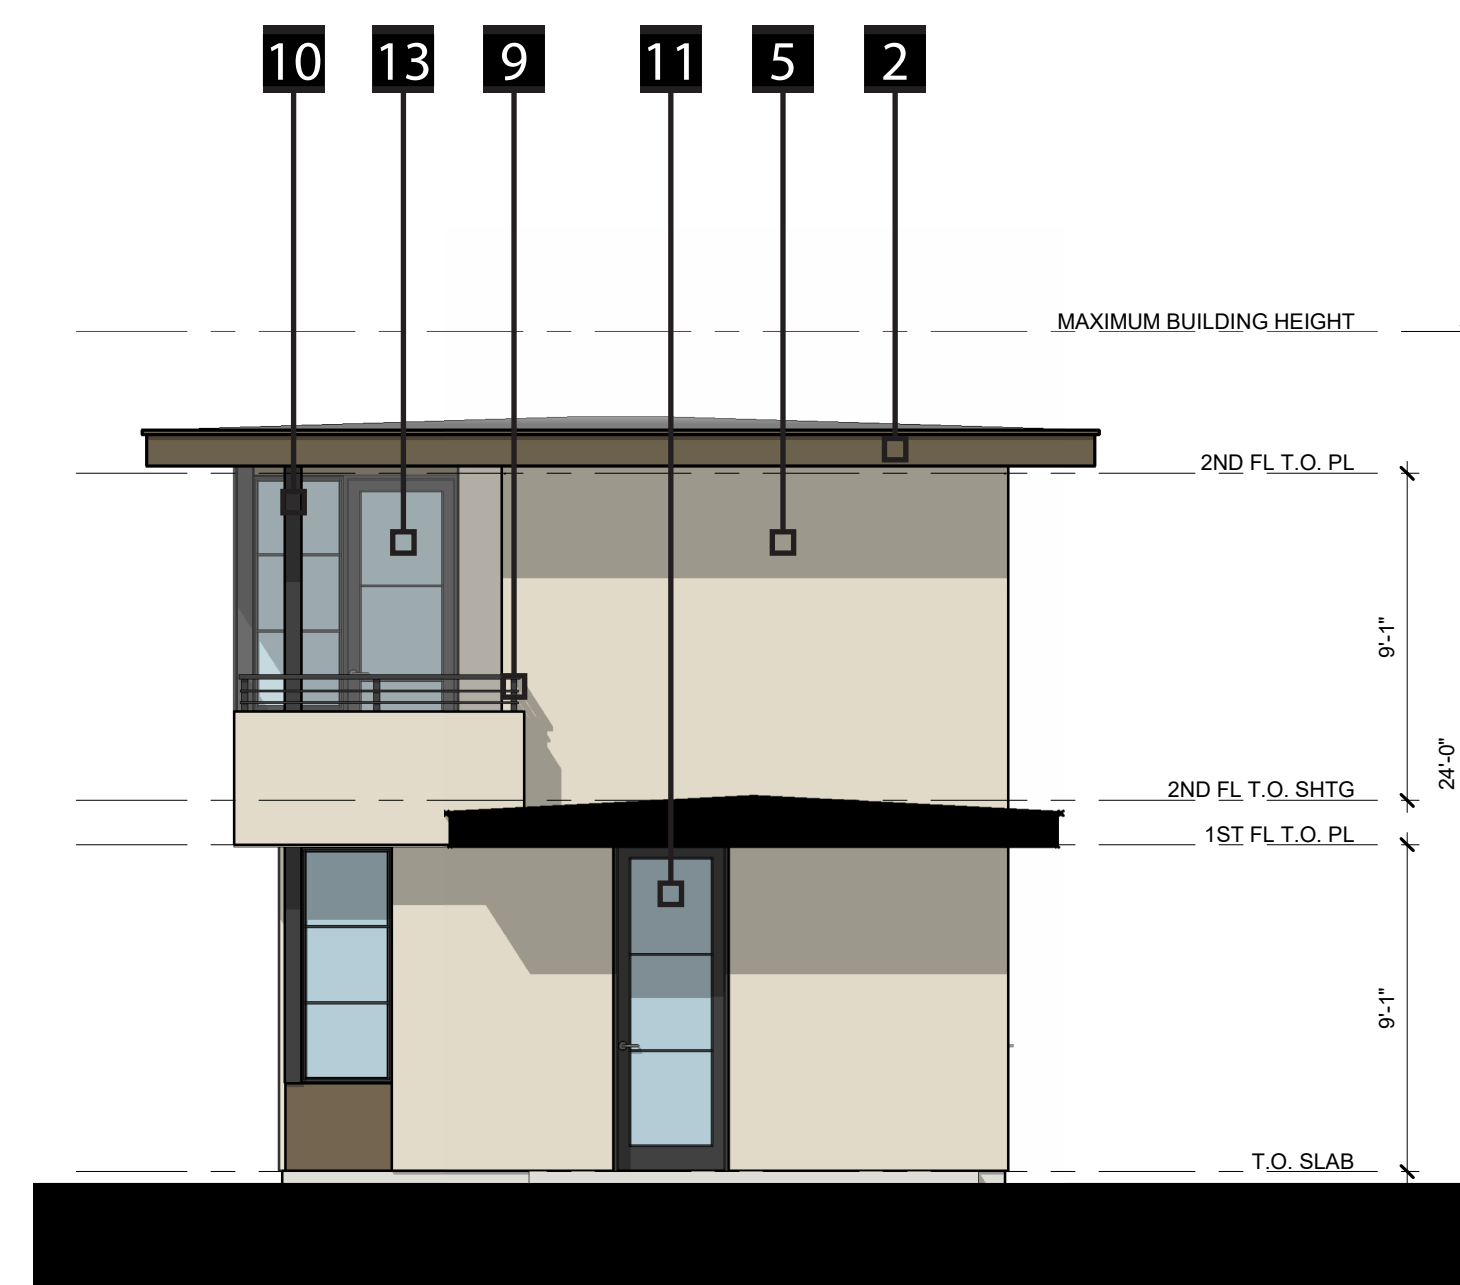 10 13 9 11 5 2
MAXIMUM BUILDING HEIGHT
2ND FL T.O. PL
9'-1"
24'-0"
2ND FL T.O. SHTG
1ST FL T.O. PL
9'-1"
T.O. SLAB